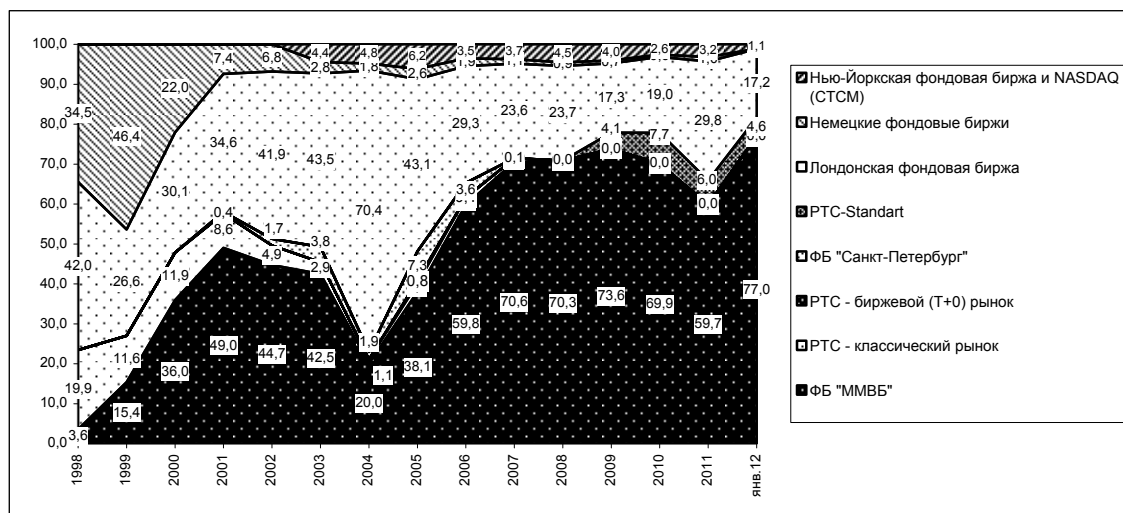 100,0
90,0
80,0
70,0
60,0
50,0
40,0
30,0
20,0
10,0
0,0
4,4 4,8 6,2 3,5 3,7 4,5 4,0 2,6 3,2 1,1
7,4 6,8 2,8 1,8 2,6
34,5 46,4 22,0
42,0 26,6 30,1 34,6 41,9 43,5 70,4 43,1 29,3 23,6 23,7 17,3 19,0 29,8 17,2
4,1 7,7 6,0 4,6
0,4 1,7 3,8 1,9 7,3 3,6 0,1 0,0 0,0 0,0 0,0
19,9 11,6 11,9 8,6 4,9 2,9 1,1 0,8
3,6 15,4 36,0 49,0 44,7 42,5 20,0 38,1 59,8 70,6 70,3 73,6 69,9 59,7 77,0
1998
1999
2000
2001
2002
2003
2004
2005
2006
2007
2008
2009
2010
2011
янв.12
Нью-Йоркская фондовая биржа и NASDAQ
(СТСМ)
Немецкие фондовые биржи
Лондонская фондовая биржа
РТС-Standart
ФБ "Санкт-Петербург"
РТС - биржевой (Т+0) рынок
РТС - классический рынок
ФБ "ММВБ"